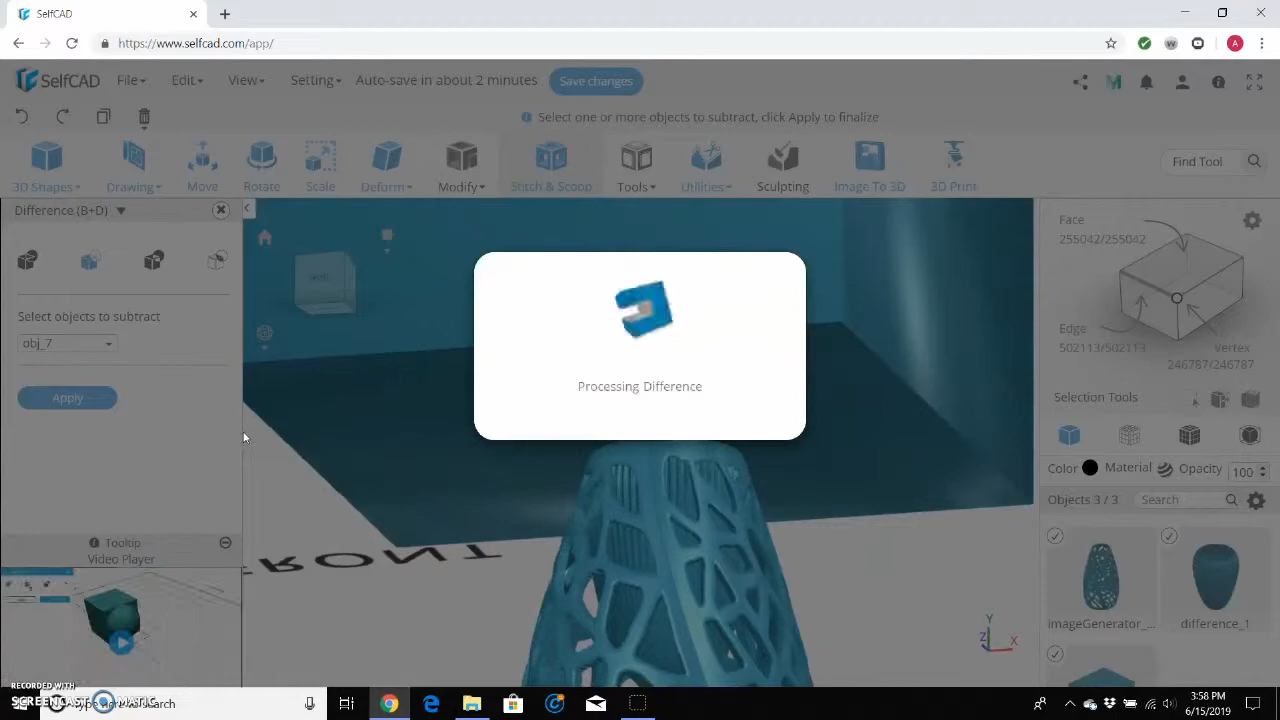 SelfCAD
https://www.selfcad.com/app/
SelfCAD File Edit View Setting Auto-save in about 2 minutes Save changes
Select one or more objects to subtract, click Apply to finalize
3D Shapes Drawing Move Rotate Scale Deform Modify Stitch & Scoop Tools Utilities Sculpting Image To 3D 3D Print Find Tool
Difference (B+D)
Select objects to subtract
obj_7
Apply
Processing Difference
FRONT
Tooltip
Video Player
Face
255042/255042
Edge
502113/502113
Vertex
246787/246787
Selection Tools
Color Material Opacity 100
Objects 3 / 3 Search
imageGenerator_... difference_1
Y
Z X
RECORDED WITH
SCREENCAST MATIC
3:58 PM
6/15/2019